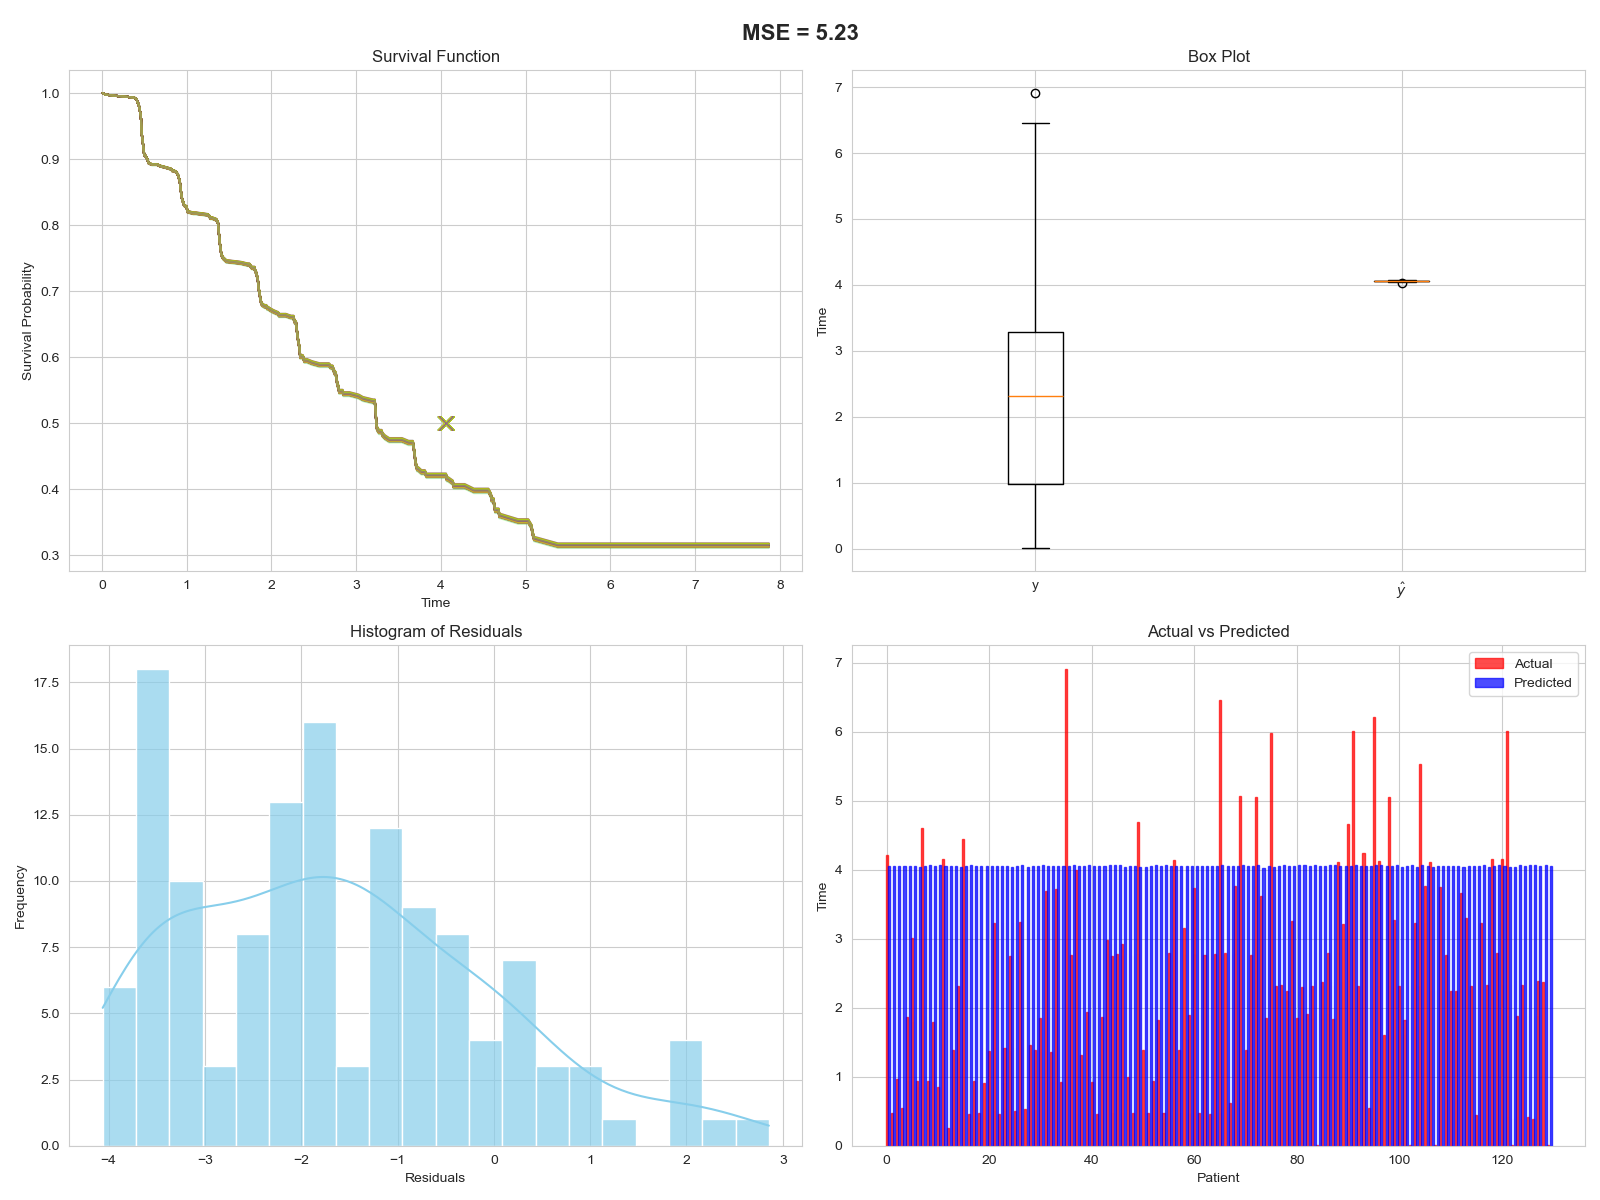 MSE = 5.23
Survival Function
Survival Probability
1.0
0.9
0.8
0.7
0.6
0.5
0.4
0.3
0 1 2 3 4 5 6 7 8
Time
Box Plot
Time
7
6
5
4
3
2
1
0
y ŷ
Histogram of Residuals
Frequency
17.5
15.0
12.5
10.0
7.5
5.0
2.5
0.0
−4 −3 −2 −1 0 1 2 3
Residuals
Actual vs Predicted
Actual
Predicted
Time
7
6
5
4
3
2
1
0
0 20 40 60 80 100 120
Patient